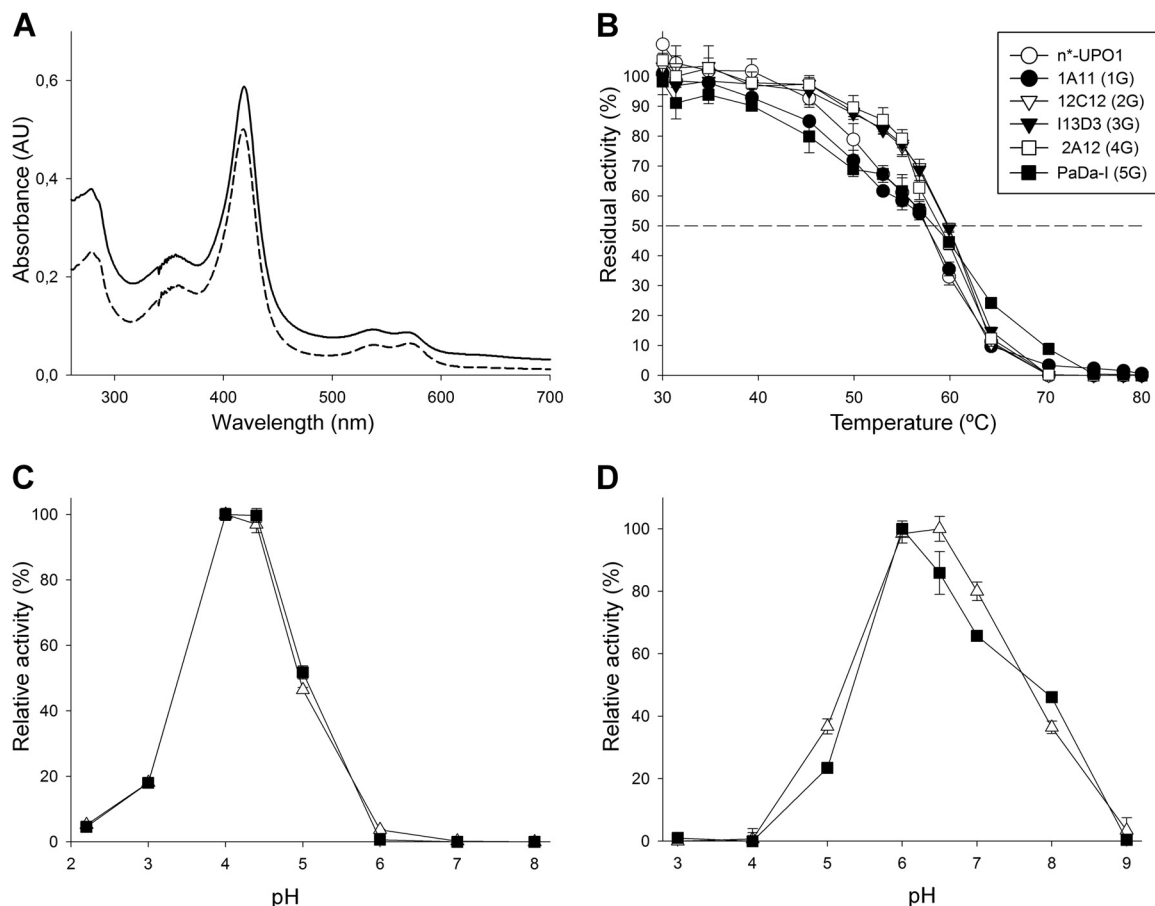 A
Absorbance (AU)
0,6
0,4
0,2
0,0
300
400
500
600
700
Wavelength (nm)
B
Residual activity (%)
100
90
80
70
60
50
40
30
20
10
0
30
40
50
60
70
80
Temperature (ºC)
n*-UPO1
1A11 (1G)
12C12 (2G)
I13D3 (3G)
2A12 (4G)
PaDa-I (5G)
C
Relative activity (%)
100
80
60
40
20
0
2
3
4
5
6
7
8
pH
D
Relative activity (%)
100
80
60
40
20
0
3
4
5
6
7
8
9
pH